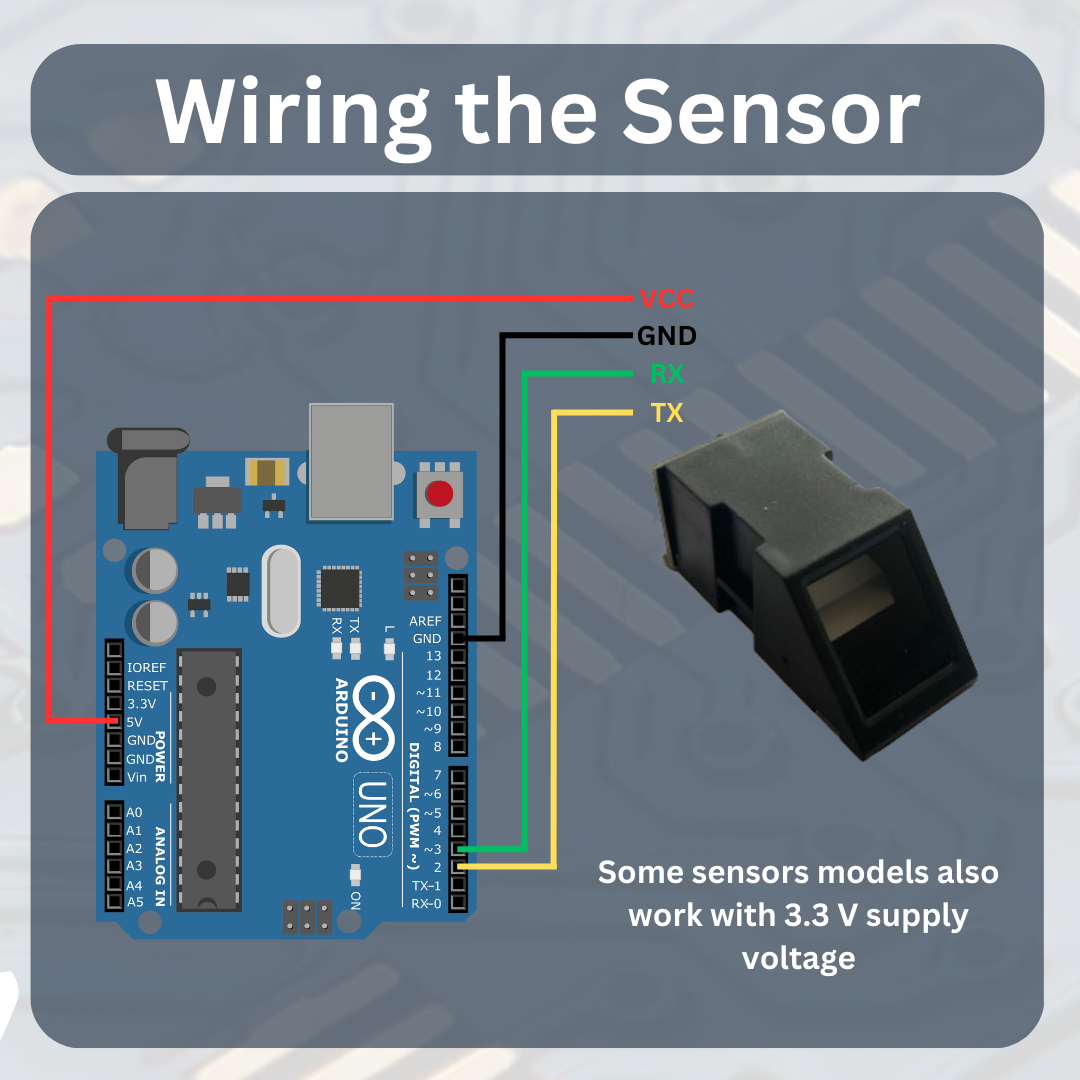 Wiring the Sensor
VCC
GND
RX
TX
RX
TX
L
AREF
GND
13
12
~11
~10
~9
8
7
~6
~5
4
~3
2
TX-1
RX-0
DIGITAL (PWM ~)
IOREF
RESET
3.3V
5V
GND
GND
Vin
POWER
A0
A1
A2
A3
A4
A5
ANALOG IN
ARDUINO
- +
UNO
ON
Some sensors models also
work with 3.3 V supply
voltage